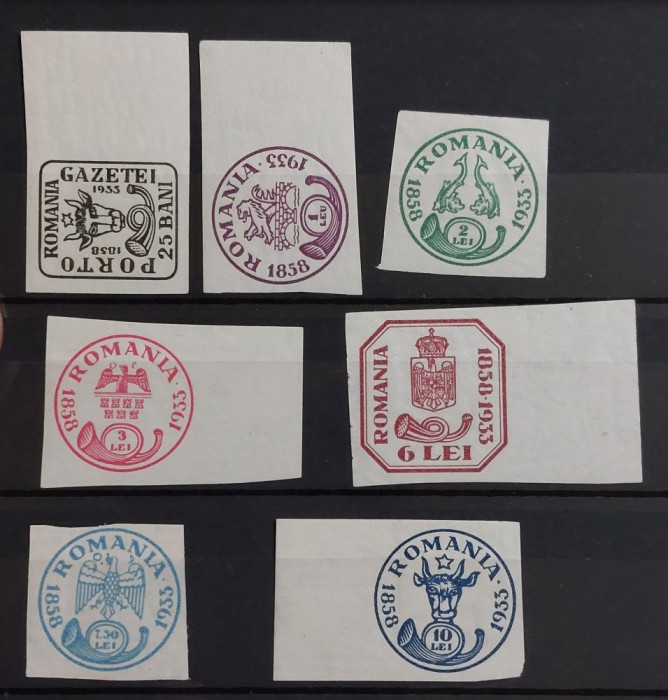 GAZETEI
1933
ROMANIA
25 BANI
1858
PORTO
ROMANIA · 1933
1
LEU
1858
1858 ROMANIA · 1933
2
LEI
1858 ROMANIA · 1933
3
LEI
ROMANIA
1858·1933
6 LEI
1858 ROMANIA · 1933
7.50
LEI
1858 ROMANIA · 1933
10
LEI